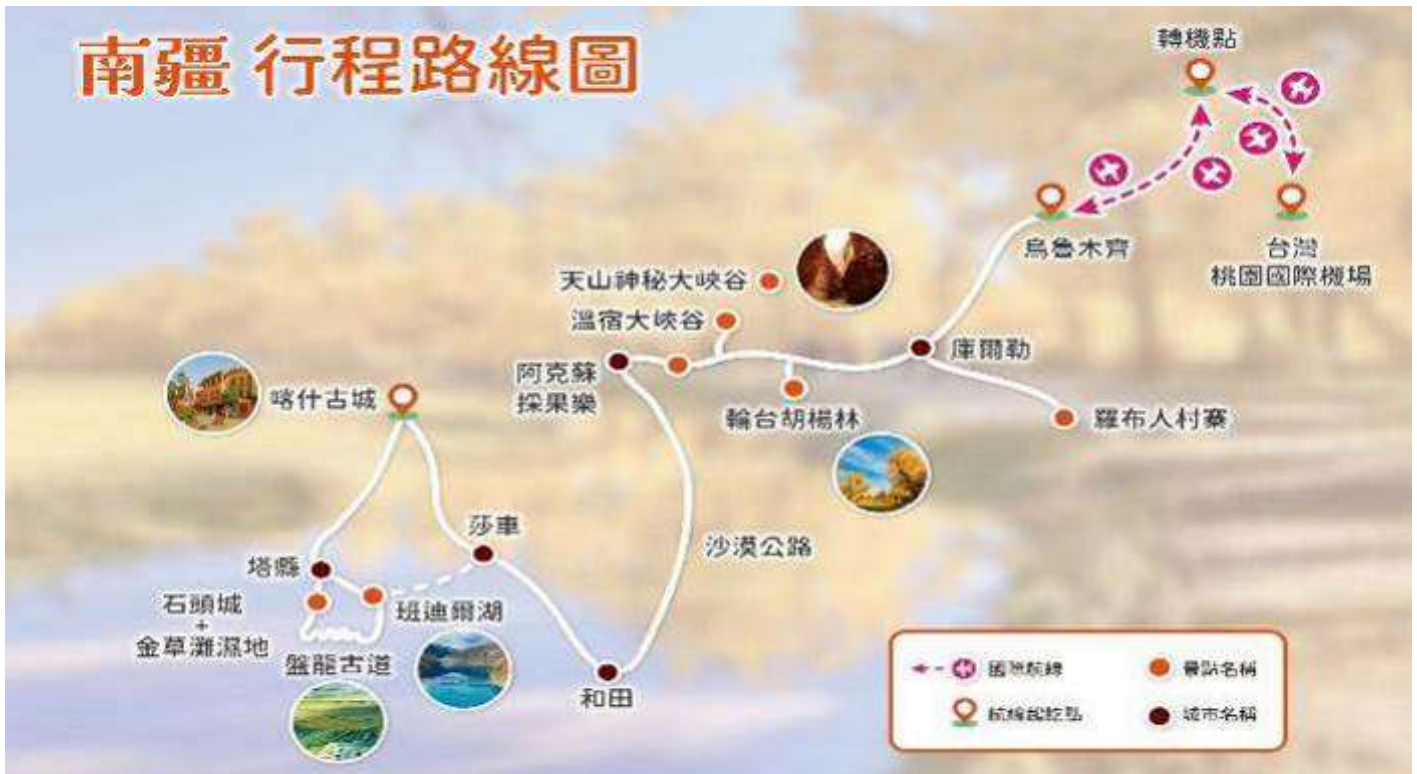 南疆 行程路線圖
轉機點
烏魯木齊
台灣
桃園國際機場
天山神秘大峽谷
溫宿大峽谷
阿克蘇
採果樂
庫爾勒
喀什古城
輪台胡楊林
羅布人村寨
莎車
沙漠公路
塔縣
石頭城
+
金草灘濕地
班迪爾湖
盤龍古道
和田
國際航線
景點名稱
航線起訖點
城市名稱